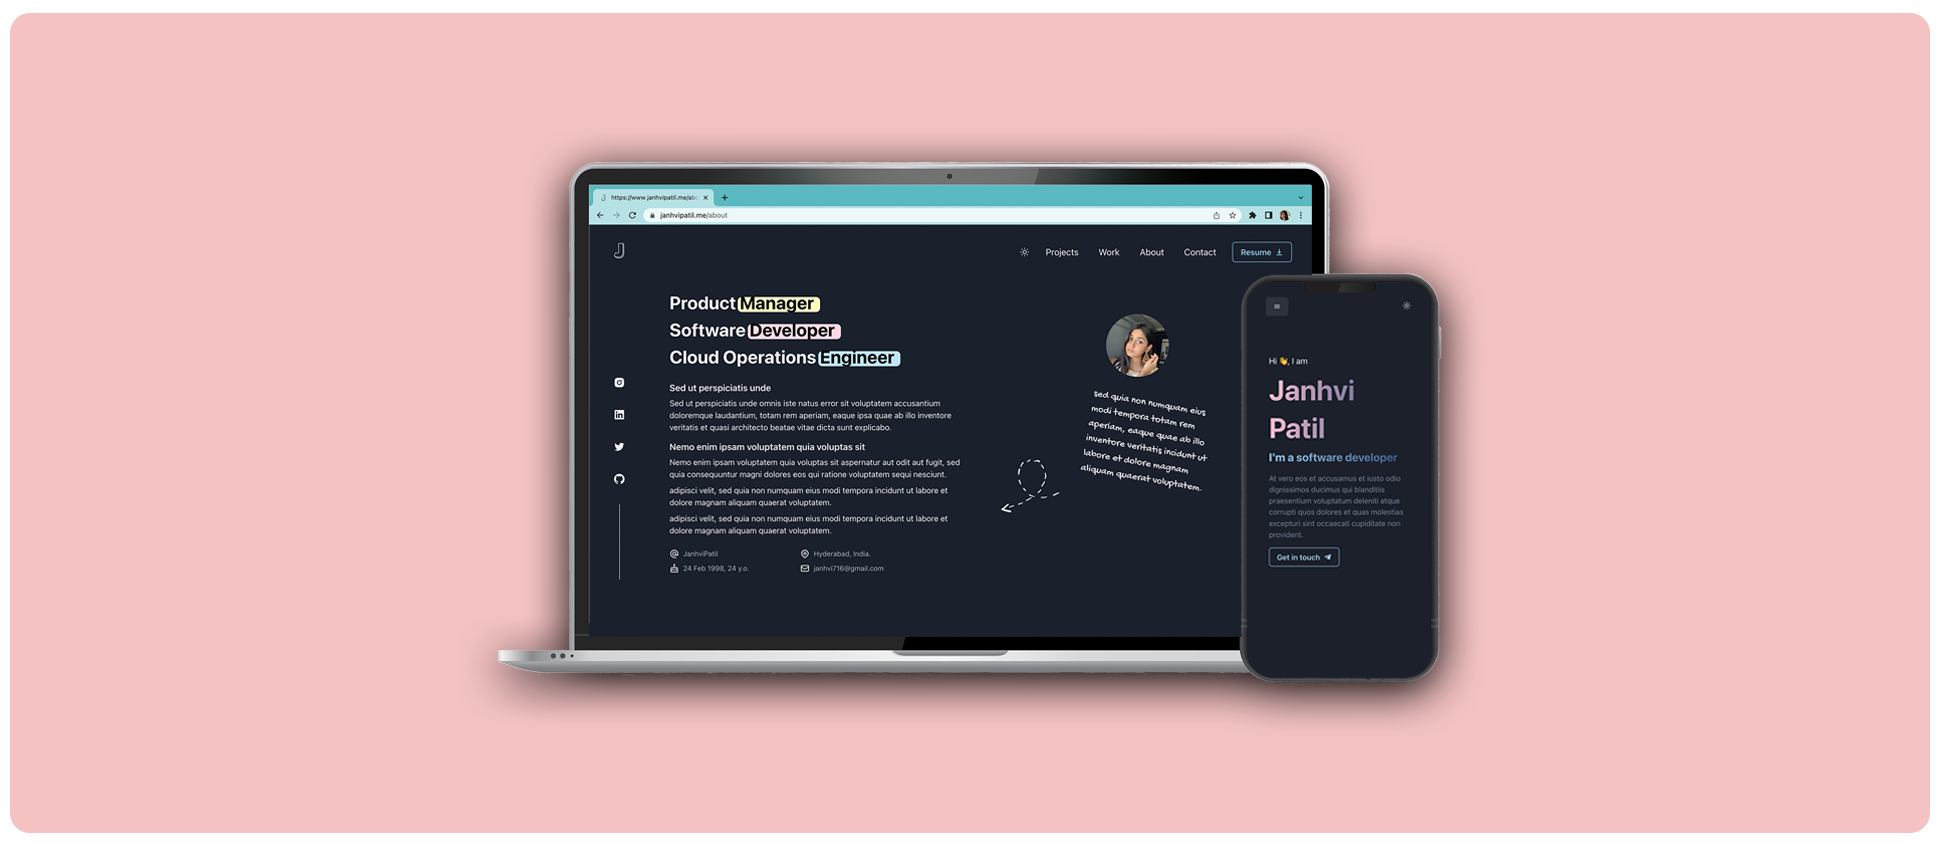 https://www.janhvipatil.me/abo
janhvipatil.me/about
J
Projects
Work
About
Contact
Resume
Product Manager
Software Developer
Cloud Operations Engineer
Sed ut perspiciatis unde
Sed ut perspiciatis unde omnis iste natus error sit voluptatem accusantium
doloremque laudantium, totam rem aperiam, eaque ipsa quae ab illo inventore
veritatis et quasi architecto beatae vitae dicta sunt explicabo.
Nemo enim ipsam voluptatem quia voluptas sit
Nemo enim ipsam voluptatem quia voluptas sit aspernatur aut odit aut fugit, sed
quia consequuntur magni dolores eos qui ratione voluptatem sequi nesciunt.
adipisci velit, sed quia non numquam eius modi tempora incidunt ut labore et
dolore magnam aliquam quaerat voluptatem.
adipisci velit, sed quia non numquam eius modi tempora incidunt ut labore et
dolore magnam aliquam quaerat voluptatem.
JanhviPatil
Hyderabad, India.
24 Feb 1998, 24 y.o.
janhvi716@gmail.com
sed quia non numquam eius
modi tempora totam rem
aperiam, eaque quae ab illo
inventore veritatis incidunt ut
labore et dolore magnam
aliquam quaerat voluptatem.
Hi 👋, I am
Janhvi
Patil
I'm a software developer
At vero eos et accusamus et iusto odio
dignissimos ducimus qui blanditiis
praesentium voluptatum deleniti atque
corrupti quos dolores et quas molestias
excepturi sint occaecati cupiditate non
provident.
Get in touch